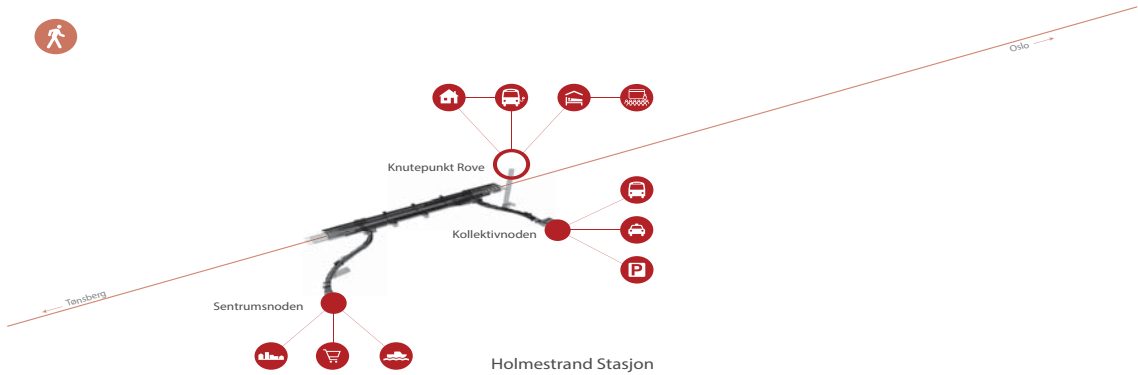 Oslo
Knutepunkt Rove
Kollektivnoden
P
Tønsberg
Sentrumsnoden
Holmestrand Stasjon